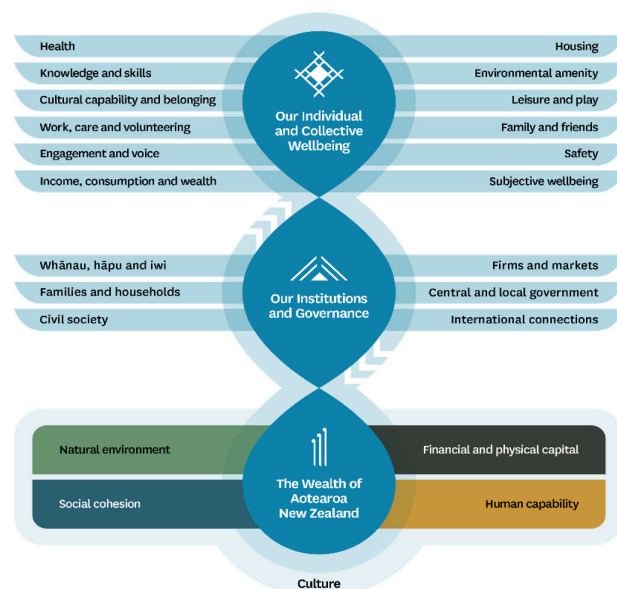 Health
Housing
Knowledge and skills
Environmental amenity
Cultural capability and belonging
Leisure and play
Work, care and volunteering
Family and friends
Engagement and voice
Safety
Income, consumption and wealth
Subjective wellbeing
Our Individual
and Collective
Wellbeing
Whānau, hāpu and iwi
Firms and markets
Families and households
Central and local government
Civil society
International connections
Our Institutions
and Governance
Natural environment
Financial and physical capital
Social cohesion
Human capability
The Wealth of
Aotearoa
New Zealand
Culture